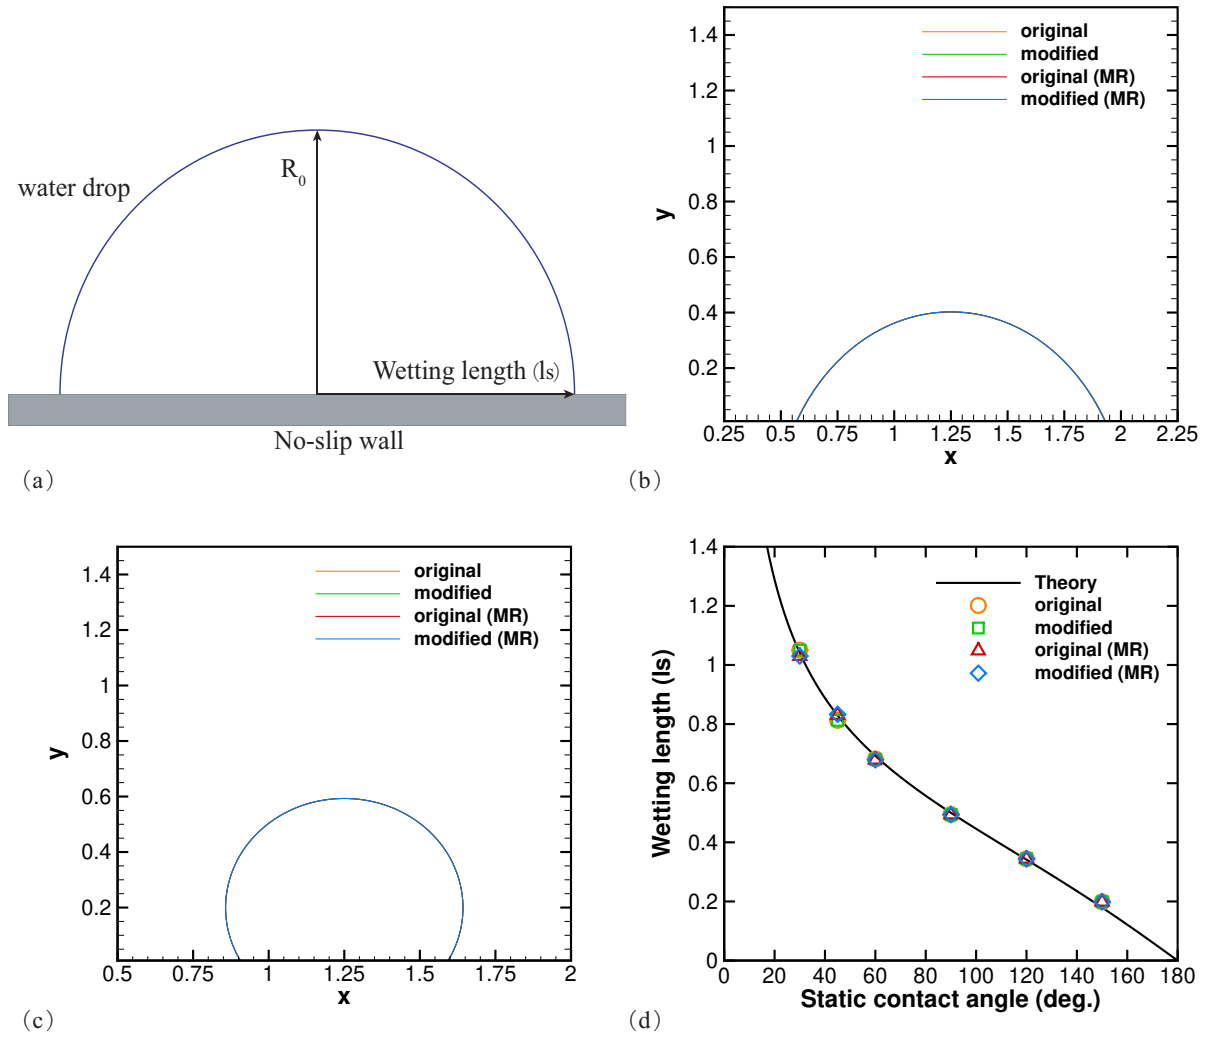 water drop
R0
Wetting length (ls)
No-slip wall
(a)
original
modified
original (MR)
modified (MR)
y
1.4
1.2
1
0.8
0.6
0.4
0.2
0.25 0.5 0.75 1 1.25 1.5 1.75 2 2.25
x
(b)
original
modified
original (MR)
modified (MR)
y
1.4
1.2
1
0.8
0.6
0.4
0.2
0.5 0.75 1 1.25 1.5 1.75 2
x
(c)
Theory
original
modified
original (MR)
modified (MR)
Wetting length (ls)
1.4
1.2
1
0.8
0.6
0.4
0.2
0
0 20 40 60 80 100 120 140 160 180
Static contact angle (deg.)
(d)